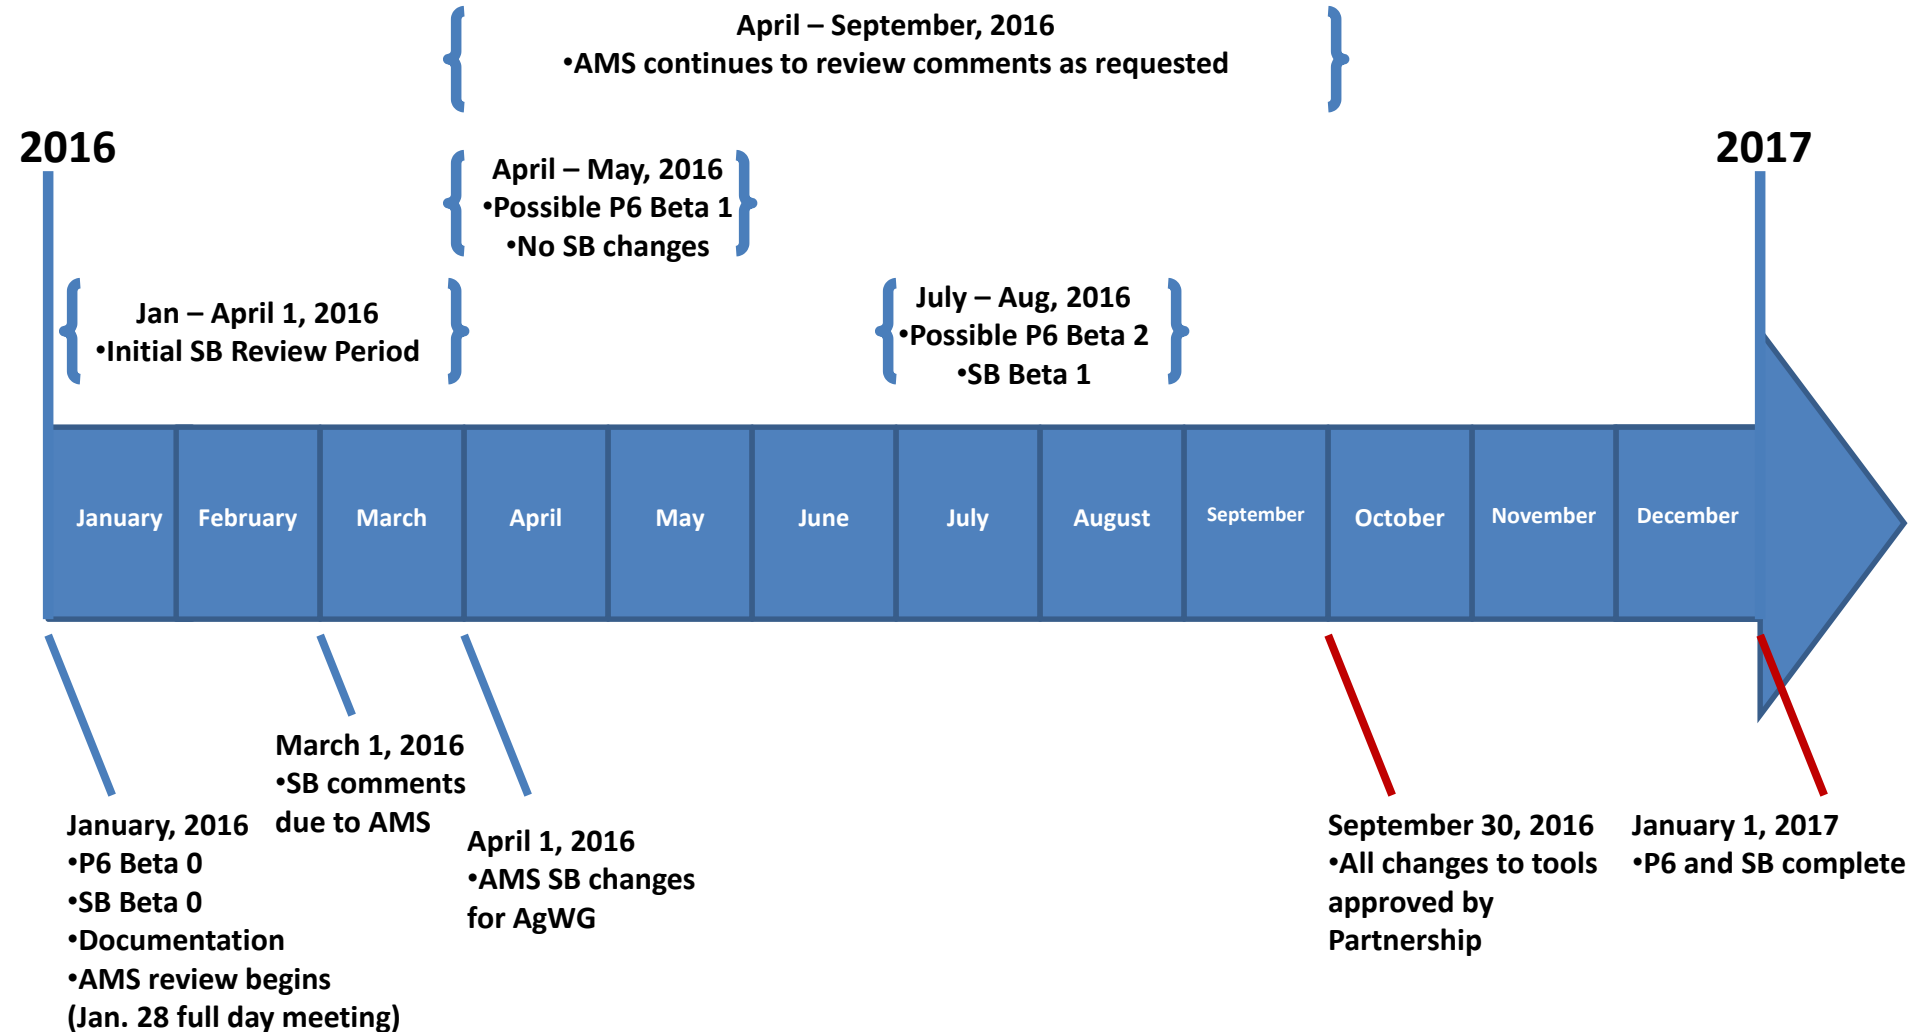 April – September, 2016
•AMS continues to review comments as requested
2016
2017
April – May, 2016
•Possible P6 Beta 1
•No SB changes
Jan – April 1, 2016
•Initial SB Review Period
July – Aug, 2016
•Possible P6 Beta 2
•SB Beta 1
January
February
March
April
May
June
July
August
September
October
November
December
January, 2016
•P6 Beta 0
•SB Beta 0
•Documentation
•AMS review begins
(Jan. 28 full day meeting)
March 1, 2016
•SB comments
due to AMS
April 1, 2016
•AMS SB changes
for AgWG
September 30, 2016
•All changes to tools
approved by
Partnership
January 1, 2017
•P6 and SB complete